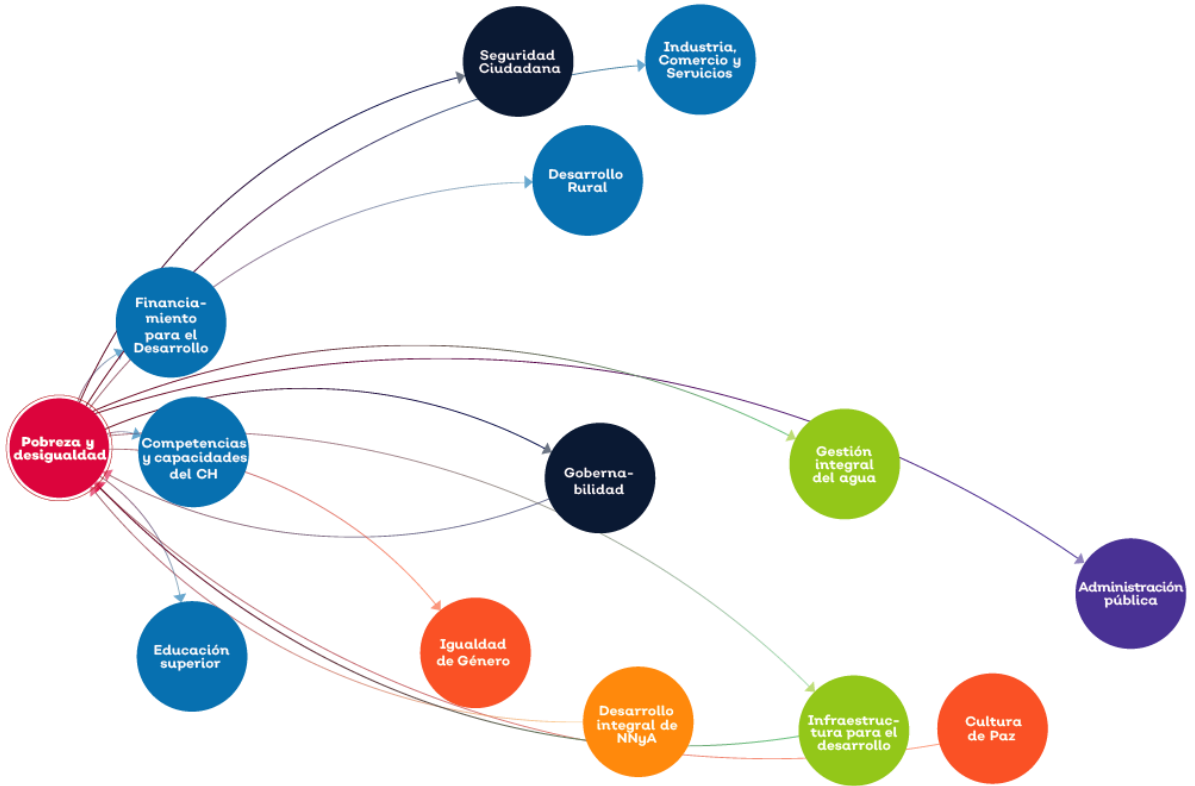 Seguridad
Ciudadana
Industria,
Comercio y
Servicios
Desarrollo
Rural
Financia-
miento
para el
Desarrollo
Pobreza y
desigualdad
Competencias
y capacidades
del CH
Goberna-
bilidad
Gestión
integral
del agua
Administración
pública
Educación
superior
Igualdad
de Género
Desarrollo
integral de
NNyA
Infraestruc-
tura para el
desarrollo
Cultura
de Paz